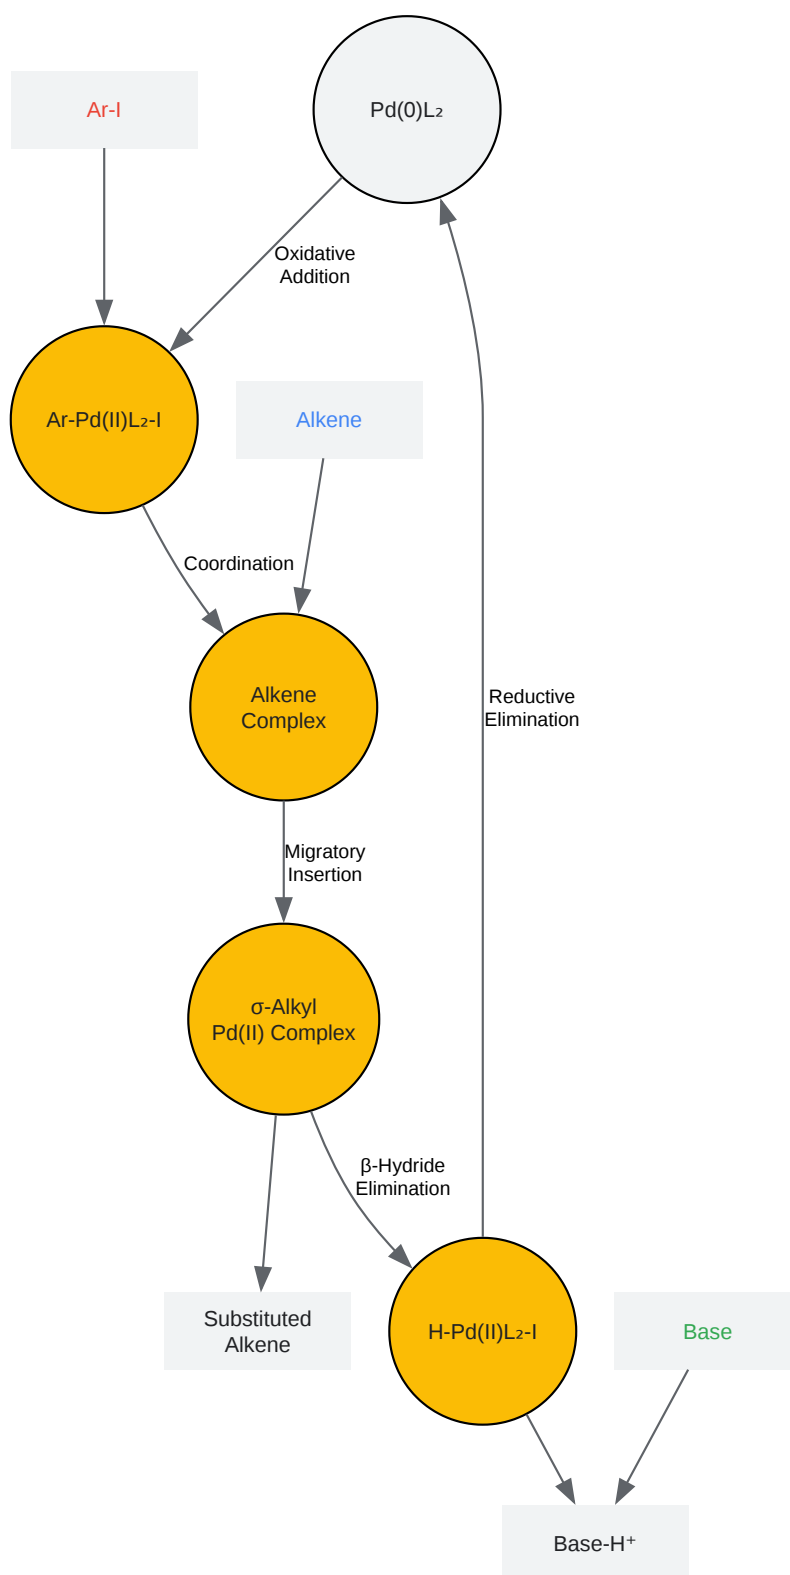 Ar-I
Pd(0)L₂
Oxidative
Addition
Ar-Pd(II)L₂-I
Alkene
Coordination
Alkene
Complex
Reductive
Elimination
Migratory
Insertion
σ-Alkyl
Pd(II) Complex
β-Hydride
Elimination
Substituted
Alkene
H-Pd(II)L₂-I
Base
Base-H⁺